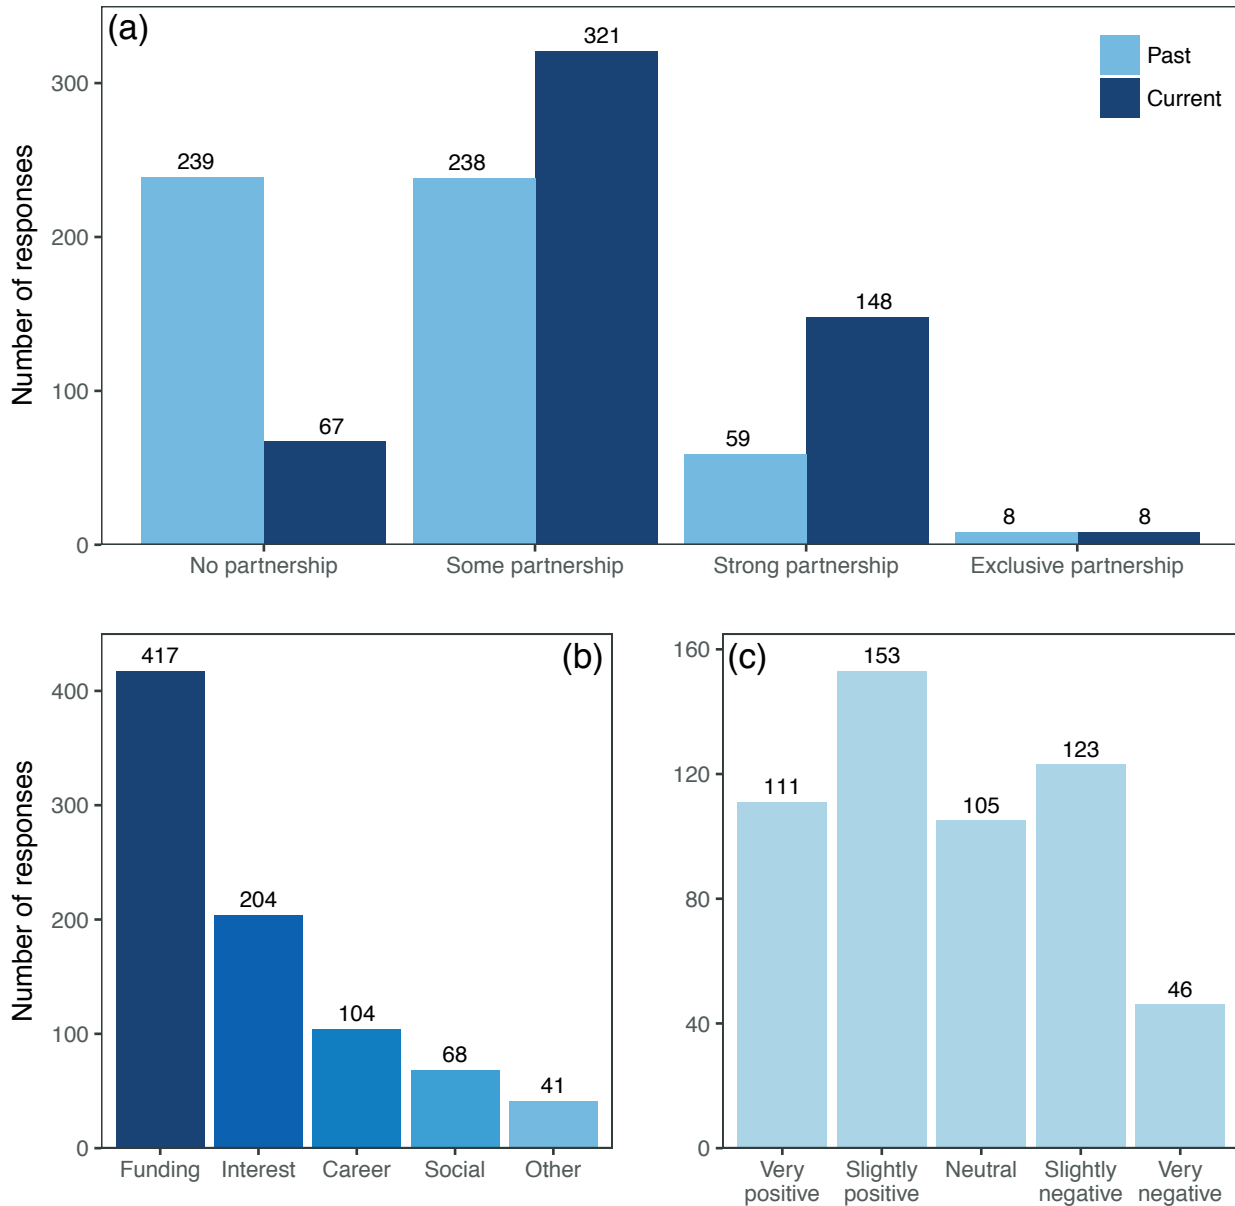 (a)
Past
Current
Number of responses
300
200
100
0
239
67
238
321
59
148
8
8
No partnership
Some partnership
Strong partnership
Exclusive partnership
(b)
Number of responses
400
300
200
100
0
417
204
104
68
41
Funding
Interest
Career
Social
Other
(c)
160
120
80
40
0
111
153
105
123
46
Very
positive
Slightly
positive
Neutral
Slightly
negative
Very
negative